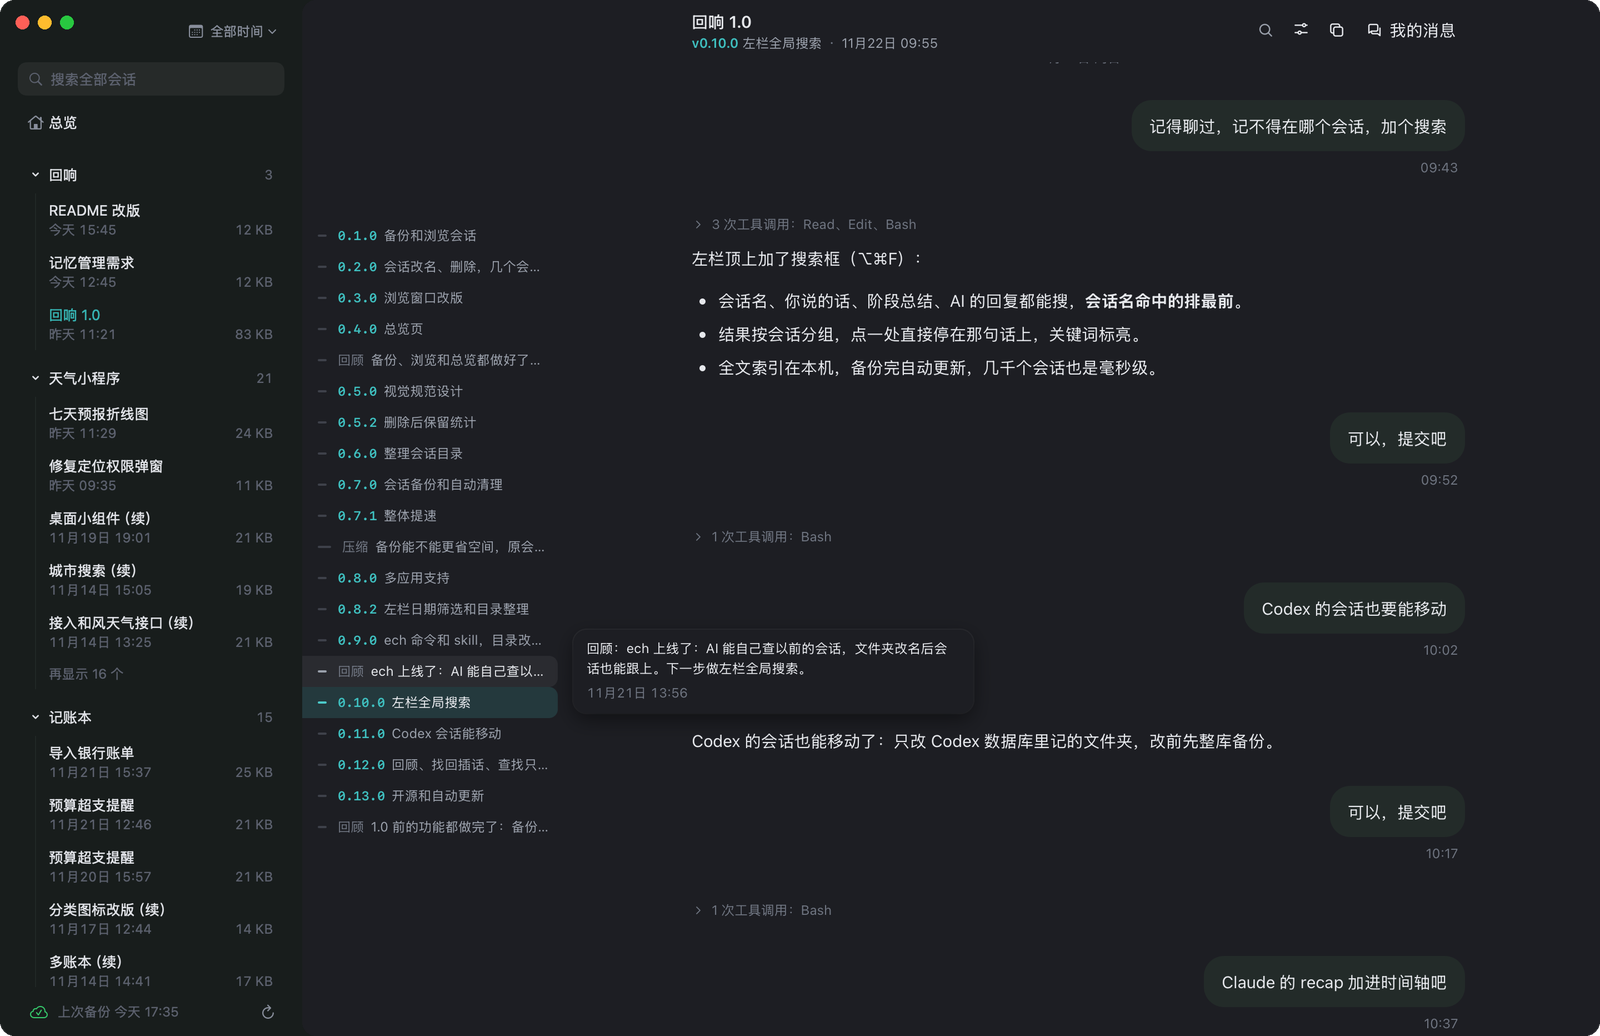 全部时间
搜索全部会话
总览
回响 3
README 改版
今天 15:45 12 KB
记忆管理需求
今天 12:45 12 KB
回响 1.0
昨天 11:21 83 KB
天气小程序 21
七天预报折线图
昨天 11:29 24 KB
修复定位权限弹窗
昨天 09:35 11 KB
桌面小组件 (续)
11月19日 19:01 21 KB
城市搜索 (续)
11月14日 15:05 19 KB
接入和风天气接口 (续)
11月14日 13:25 21 KB
再显示 16 个
记账本 15
导入银行账单
11月21日 15:37 25 KB
预算超支提醒
11月21日 12:46 21 KB
预算超支提醒
11月20日 15:57 21 KB
分类图标改版 (续)
11月17日 12:44 14 KB
多账本 (续)
11月14日 14:41 17 KB
上次备份 今天 17:35
0.1.0 备份和浏览会话
0.2.0 会话改名、删除，几个会...
0.3.0 浏览窗口改版
0.4.0 总览页
回顾 备份、浏览和总览都做好了...
0.5.0 视觉规范设计
0.5.2 删除后保留统计
0.6.0 整理会话目录
0.7.0 会话备份和自动清理
0.7.1 整体提速
压缩 备份能不能更省空间，原会...
0.8.0 多应用支持
0.8.2 左栏日期筛选和目录整理
0.9.0 ech 命令和 skill，目录改...
回顾 ech 上线了：AI 能自己查以...
0.10.0 左栏全局搜索
0.11.0 Codex 会话能移动
0.12.0 回顾、找回插话、查找只...
0.13.0 开源和自动更新
回顾 1.0 前的功能都做完了：备份...
回响 1.0
v0.10.0 左栏全局搜索 · 11月22日 09:55
我的消息
记得聊过，记不得在哪个会话，加个搜索
09:43
3 次工具调用：Read、Edit、Bash
左栏顶上加了搜索框（⌥⌘F）：
• 会话名、你说的话、阶段总结、AI 的回复都能搜，会话名命中的排最前。
• 结果按会话分组，点一处直接停在那句话上，关键词标亮。
• 全文索引在本机，备份完自动更新，几千个会话也是毫秒级。
可以，提交吧
09:52
1 次工具调用：Bash
Codex 的会话也要能移动
10:02
回顾：ech 上线了：AI 能自己查以前的会话，文件夹改名后会
话也能跟上。下一步做左栏全局搜索。
11月21日 13:56
Codex 的会话也能移动了：只改 Codex 数据库里记的文件夹，改前先整库备份。
可以，提交吧
10:17
1 次工具调用：Bash
Claude 的 recap 加进时间轴吧
10:37